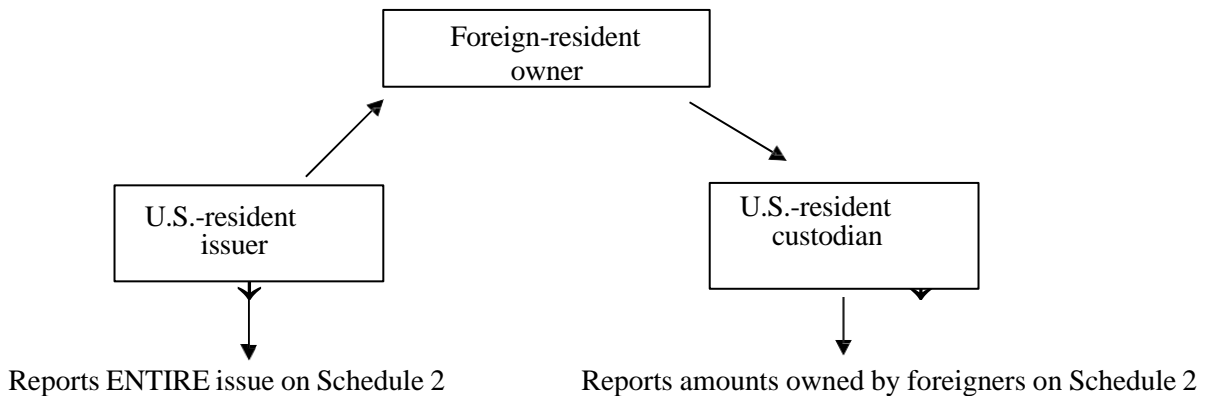 Foreign-resident
owner
U.S.-resident
issuer
U.S.-resident
custodian
Reports ENTIRE issue on Schedule 2
Reports amounts owned by foreigners on Schedule 2